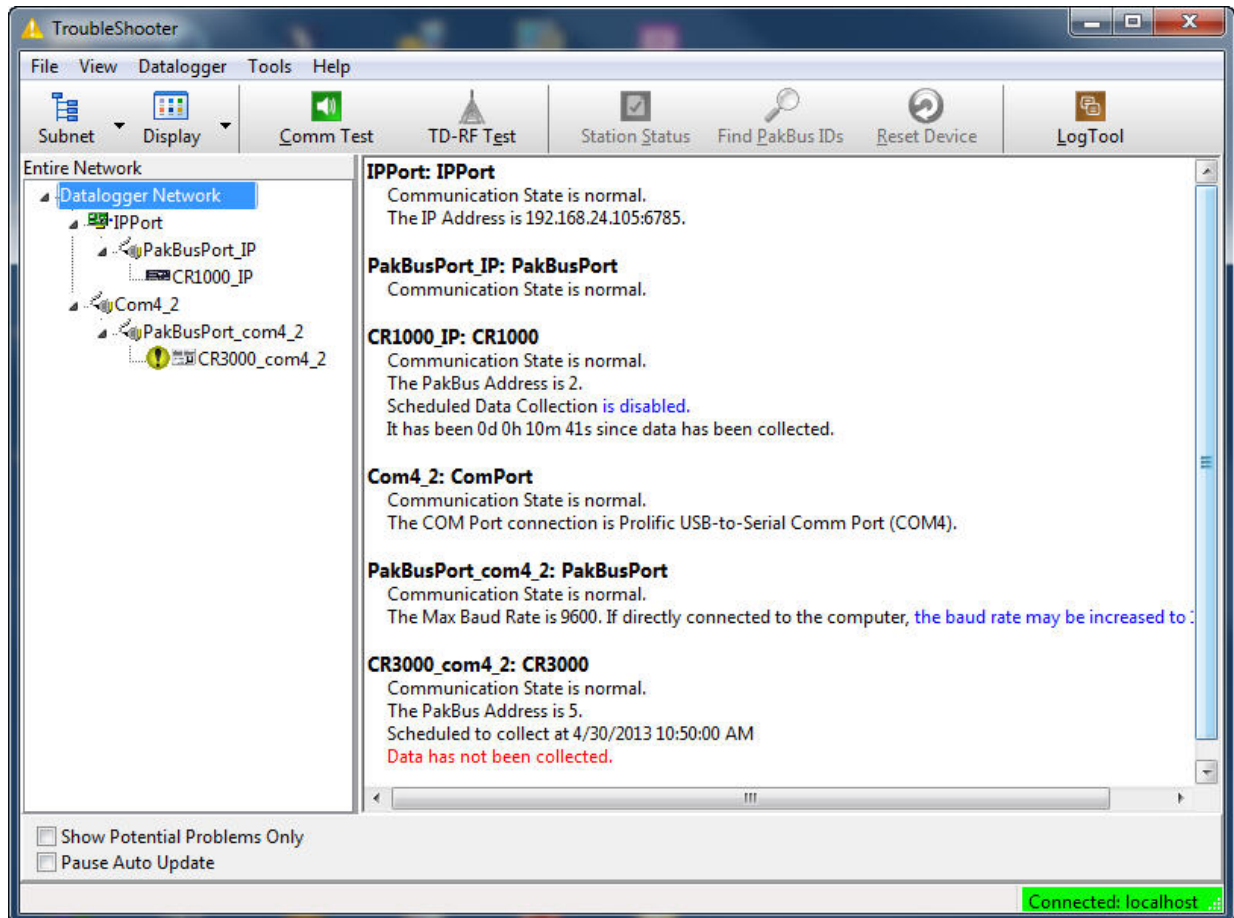 TroubleShooter
File View Datalogger Tools Help
Subnet Display Comm Test TD-RF Test Station Status Find PakBus IDs Reset Device LogTool
Entire Network
Datalogger Network
IPPort
PakBusPort_IP
CR1000_IP
Com4_2
PakBusPort_com4_2
CR3000_com4_2
IPPort: IPPort
Communication State is normal.
The IP Address is 192.168.24.105:6785.
PakBusPort_IP: PakBusPort
Communication State is normal.
CR1000_IP: CR1000
Communication State is normal.
The PakBus Address is 2.
Scheduled Data Collection is disabled.
It has been 0d 0h 10m 41s since data has been collected.
Com4_2: ComPort
Communication State is normal.
The COM Port connection is Prolific USB-to-Serial Comm Port (COM4).
PakBusPort_com4_2: PakBusPort
Communication State is normal.
The Max Baud Rate is 9600. If directly connected to the computer, the baud rate may be increased to
CR3000_com4_2: CR3000
Communication State is normal.
The PakBus Address is 5.
Scheduled to collect at 4/30/2013 10:50:00 AM
Data has not been collected.
Show Potential Problems Only
Pause Auto Update
Connected: localhost